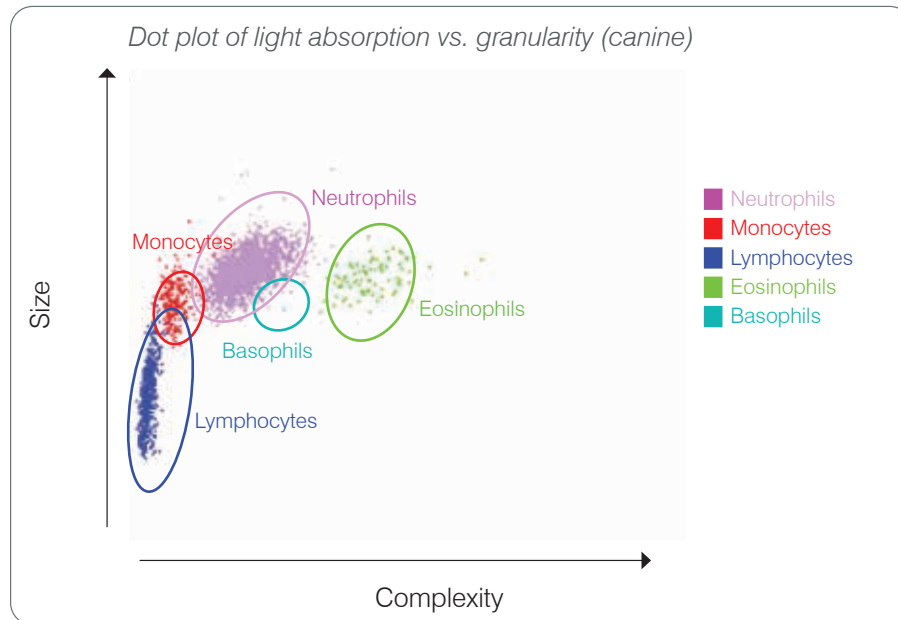 Dot plot of light absorption vs. granularity (canine)
Neutrophils
Monocytes
Eosinophils
Basophils
Lymphocytes
Size
Complexity
Neutrophils
Monocytes
Lymphocytes
Eosinophils
Basophils